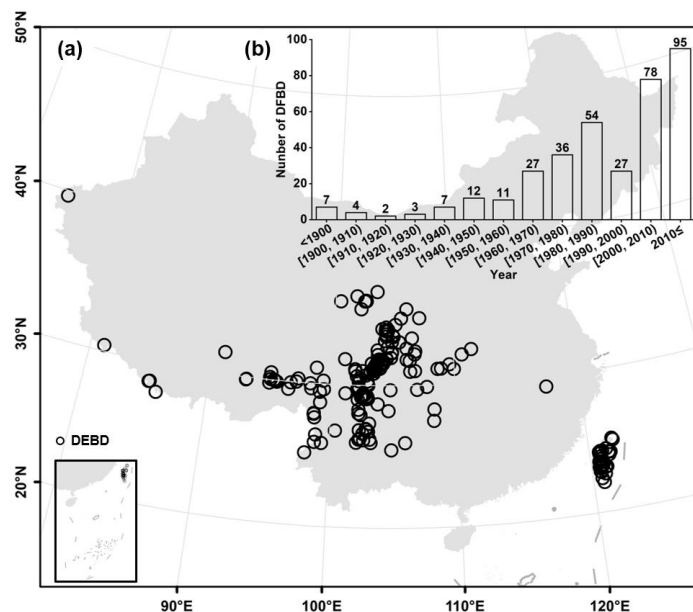 50°N
40°N
30°N
20°N
(a)
(b)
100
80
60
40
20
0
Nunber of DFBD
7
4
2
3
7
12
11
27
36
54
27
78
95
<1900
[1900, 1910)
[1910, 1920)
[1920, 1930)
[1930, 1940)
[1940, 1950)
[1950, 1960)
[1960, 1970)
[1970, 1980)
[1980, 1990)
[1990, 2000)
[2000, 2010)
2010≤
Year
DEBD
90°E
100°E
110°E
120°E